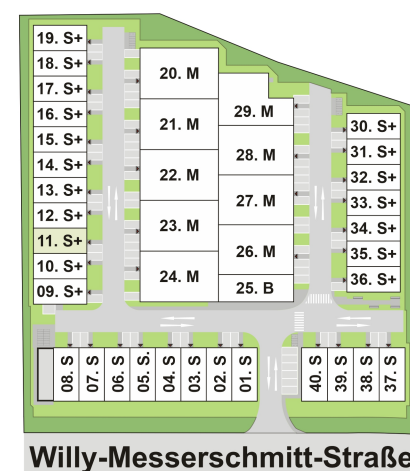 19. S+
18. S+
17. S+
16. S+
15. S+
14. S+
13. S+
12. S+
11. S+
10. S+
09. S+
20. M
21. M
22. M
23. M
24. M
29. M
28. M
27. M
26. M
25. B
30. S+
31. S+
32. S+
33. S+
34. S+
35. S+
36. S+
08. S
07. S
06. S
05. S.
04. S
03. S
02. S
01. S
40. S
39. S
38. S
37. S
Willy-Messerschmitt-Straße